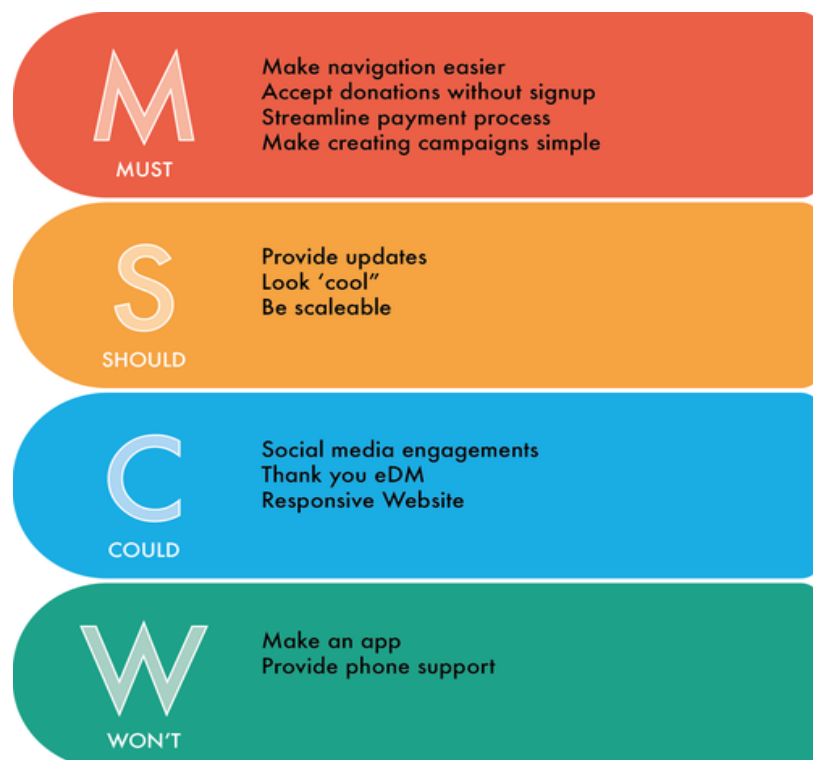 M
MUST
Make navigation easier
Accept donations without signup
Streamline payment process
Make creating campaigns simple
S
SHOULD
Provide updates
Look ‘cool”
Be scaleable
C
COULD
Social media engagements
Thank you eDM
Responsive Website
W
WON’T
Make an app
Provide phone support